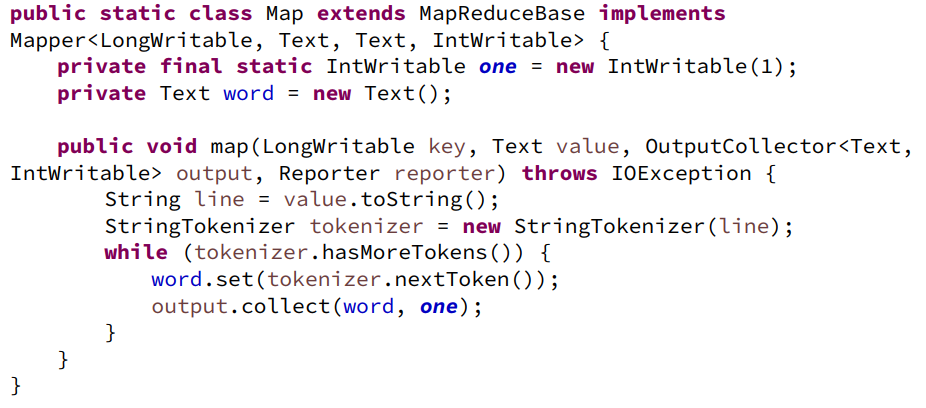 public static class Map extends MapReduceBase implements
Mapper<LongWritable, Text, Text, IntWritable> {
    private final static IntWritable one = new IntWritable(1);
    private Text word = new Text();

    public void map(LongWritable key, Text value, OutputCollector<Text,
IntWritable> output, Reporter reporter) throws IOException {
        String line = value.toString();
        StringTokenizer tokenizer = new StringTokenizer(line);
        while (tokenizer.hasMoreTokens()) {
            word.set(tokenizer.nextToken());
            output.collect(word, one);
        }
    }
}